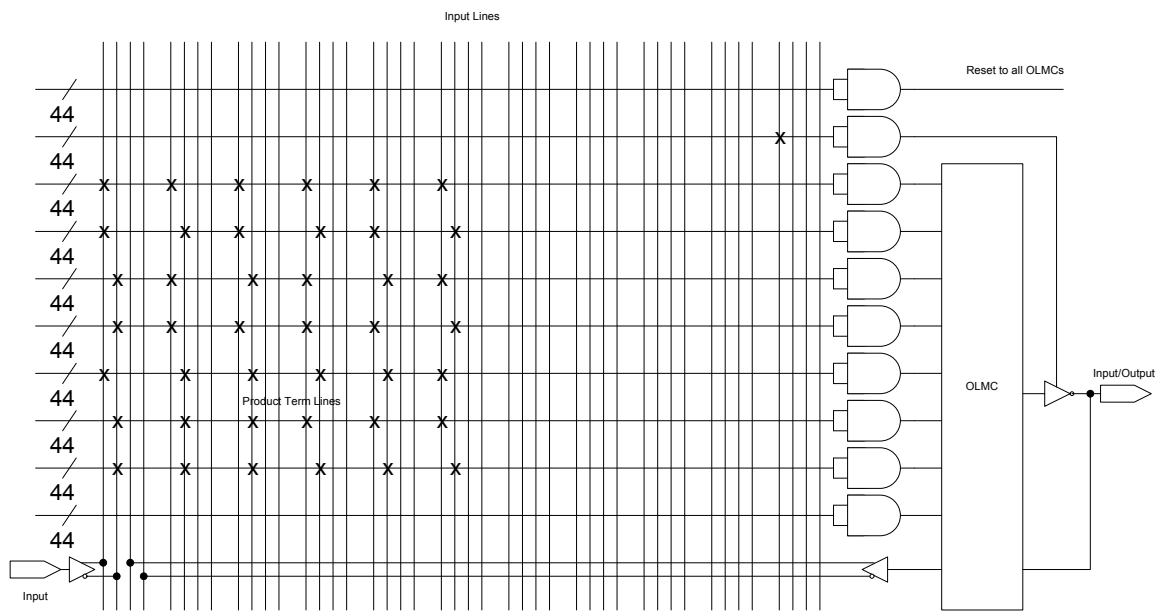 Input Lines
Reset to all OLMCs
44
44
X
44
X X X X X X
44
X X X X X X
44
X X X X X X
44
X X X X X X
44
X X X X X X
Product Term Lines
Input/Output
OLMC
44
X X X X X X
44
X X X X X X
44
44
Input